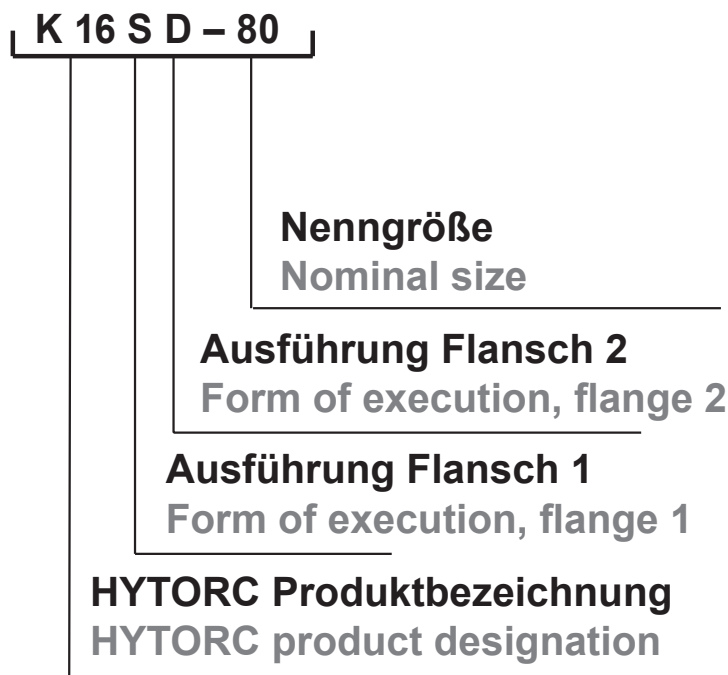 K 16 S D – 80
Nenngröße
Nominal size
Ausführung Flansch 2
Form of execution, flange 2
Ausführung Flansch 1
Form of execution, flange 1
HYTORC Produktbezeichnung
HYTORC product designation